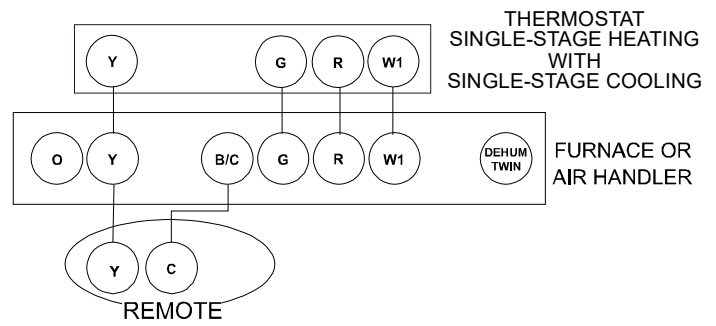 THERMOSTAT
SINGLE-STAGE HEATING
WITH
SINGLE-STAGE COOLING
Y G R W1
O Y B/C G R W1 DEHUM
TWIN
FURNACE OR
AIR HANDLER
Y C
REMOTE